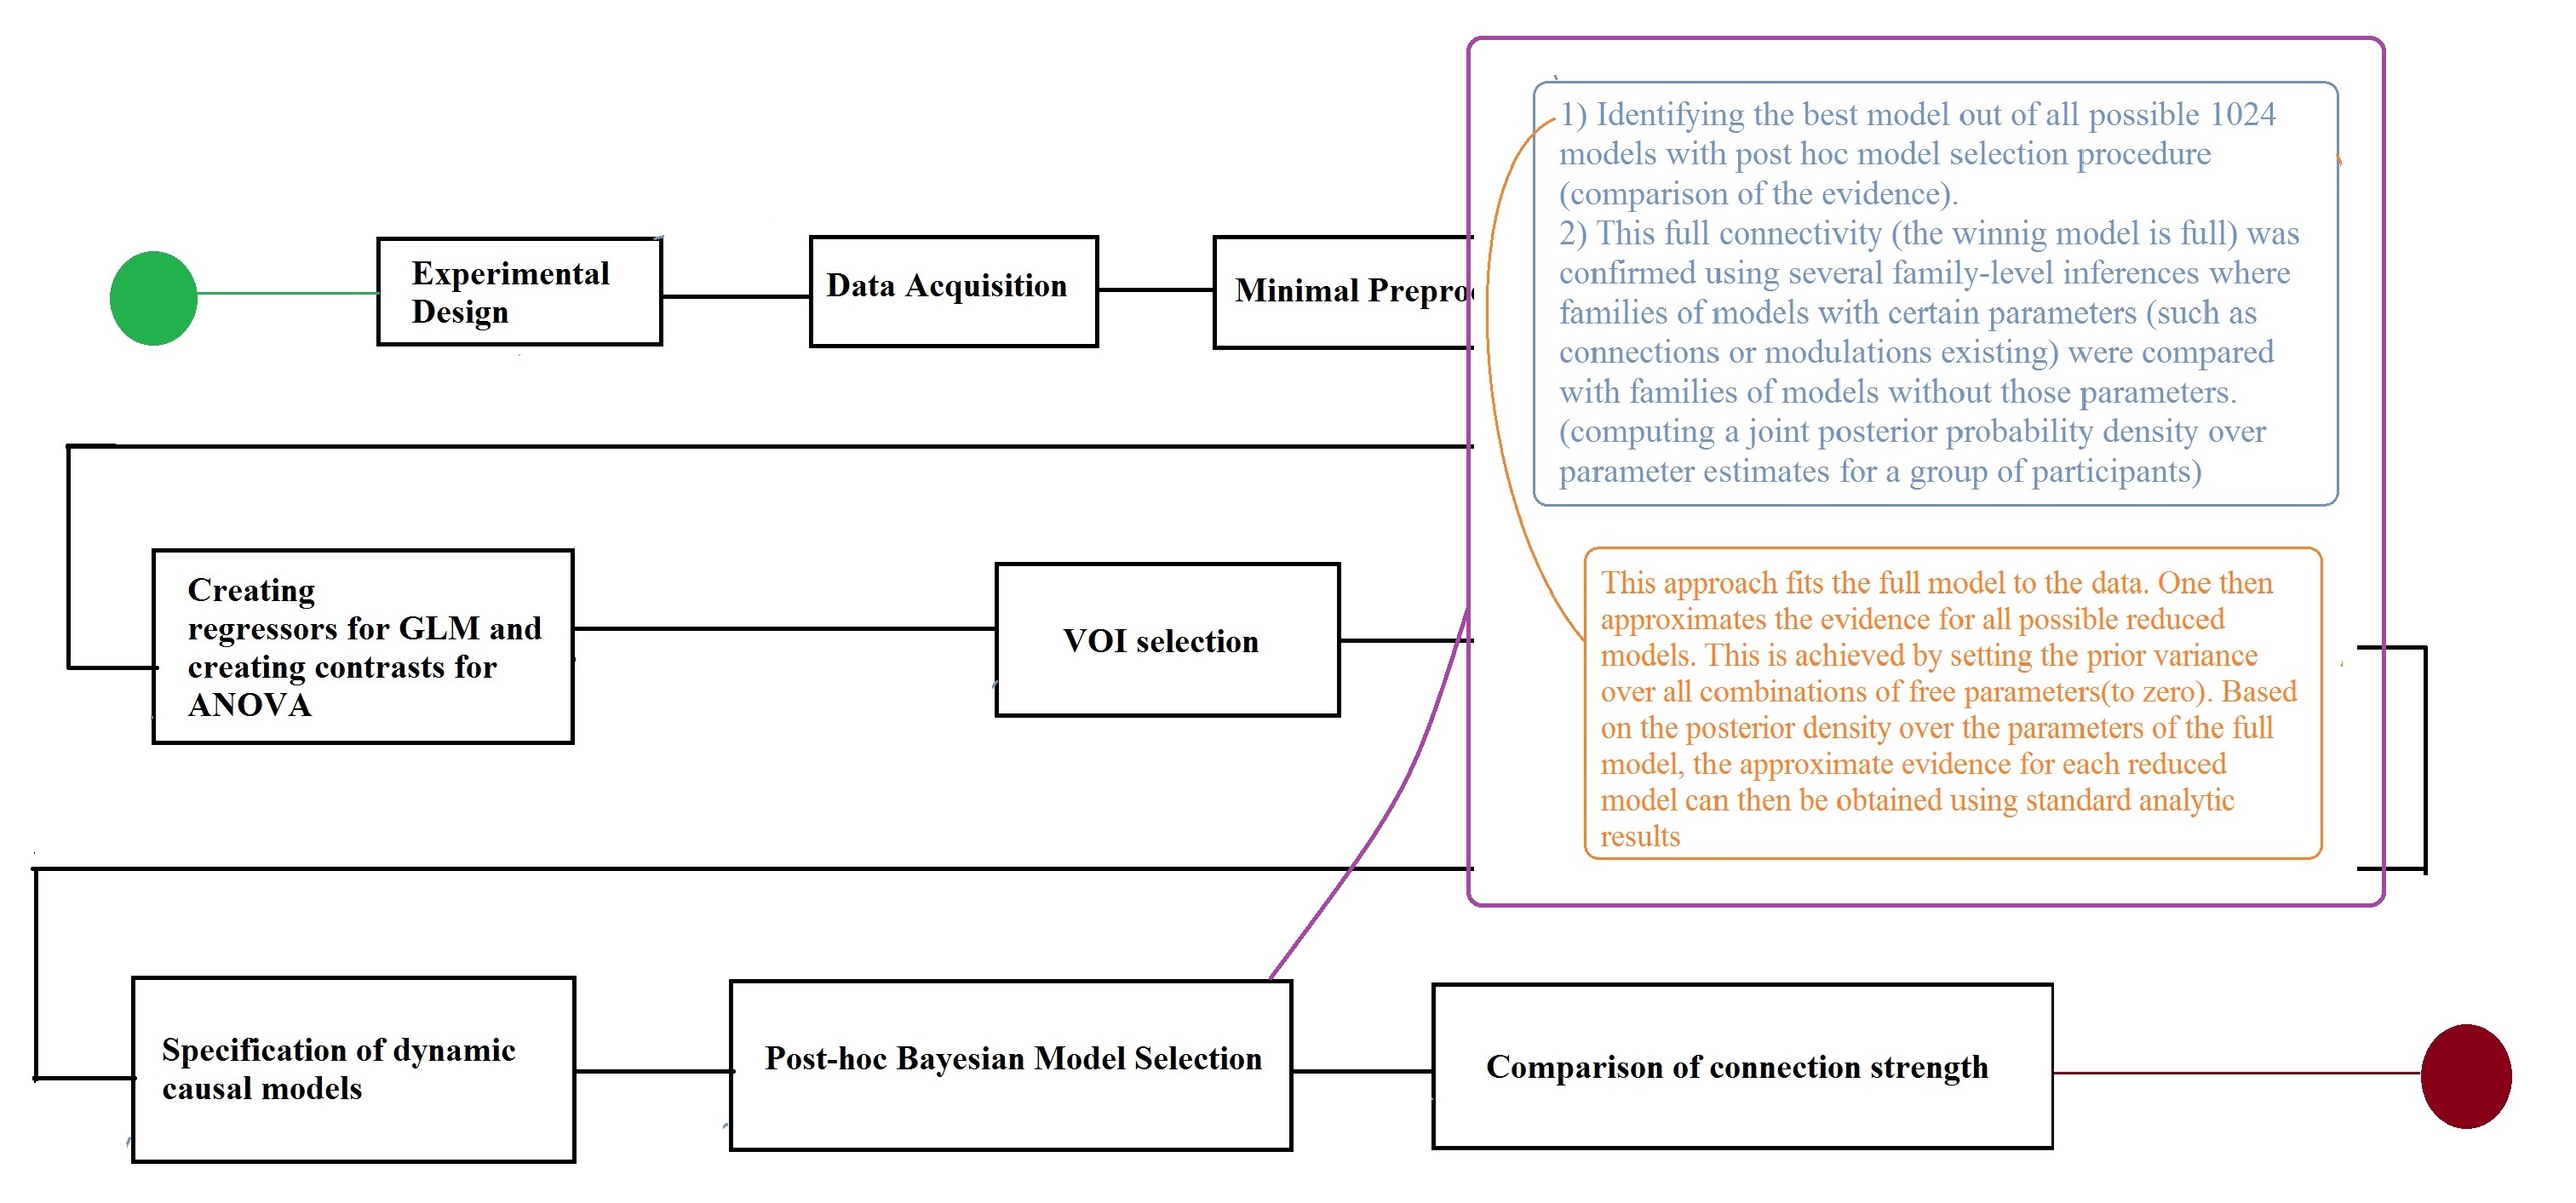 1) Identifying the best model out of all possible 1024
models with post hoc model selection procedure
(comparison of the evidence).
2) This full connectivity (the winnig model is full) was
confirmed using several family-level inferences where
families of models with certain parameters (such as
connections or modulations existing) were compared
with families of models without those parameters.
(computing a joint posterior probability density over
parameter estimates for a group of participants)
Experimental
Design
Data Acquisition
Minimal
This approach fits the full model to the data. One then
approximates the evidence for all possible reduced
models. This is achieved by setting the prior variance
over all combinations of free parameters(to zero). Based
on the posterior density over the parameters of the full
model, the approximate evidence for each reduced
model can then be obtained using standard analytic
results
Creating
regressors for GLM and
creating contrasts for
ANOVA
VOI selection
Specification of dynamic
causal models
Post-hoc Bayesian Model Selection
Comparison of connection strength